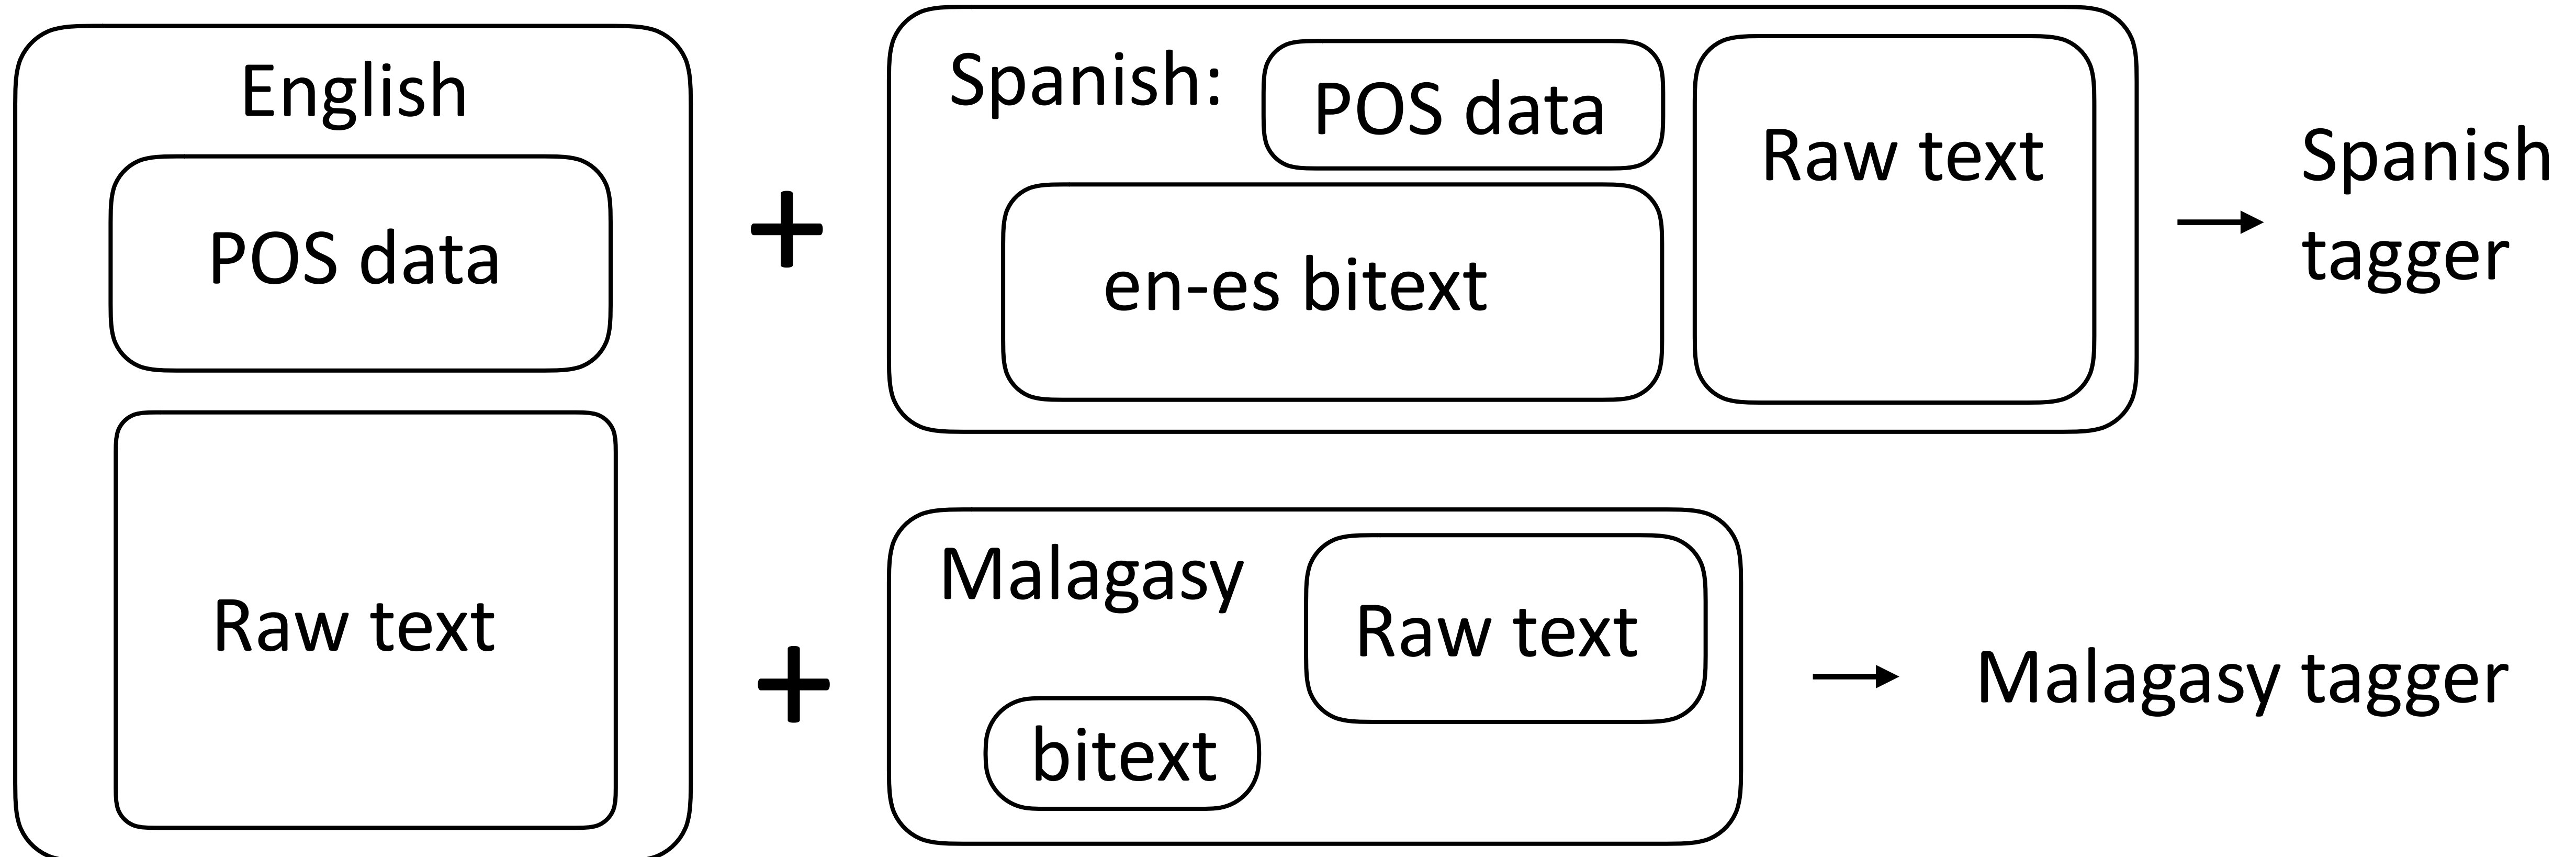 English
POS data
Raw text
+
Spanish:
POS data
en-es bitext
Raw text
→
Spanish
tagger
+
Malagasy
Raw text
bitext
→
Malagasy tagger